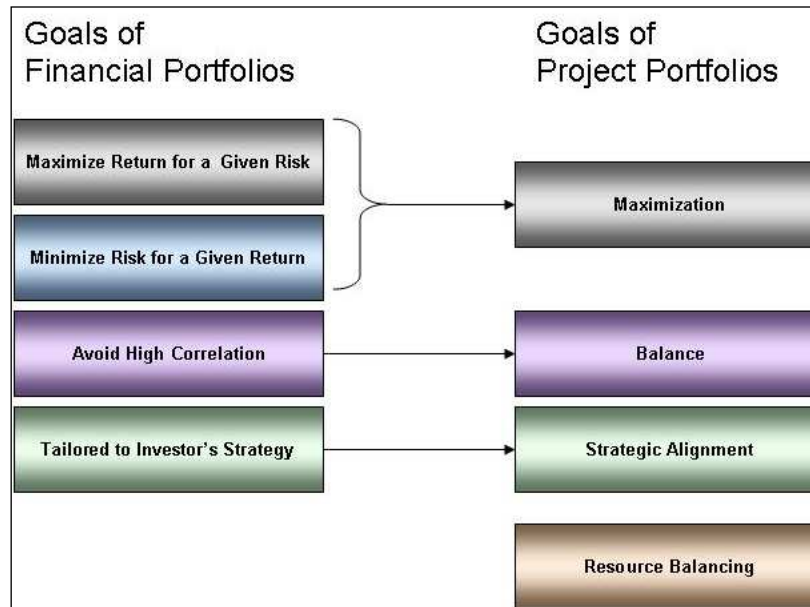 Goals of
Financial Portfolios
Goals of
Project Portfolios
Maximize Return for a Given Risk
Maximization
Minimize Risk for a Given Return
Avoid High Correlation
Balance
Tailored to Investor's Strategy
Strategic Alignment
Resource Balancing